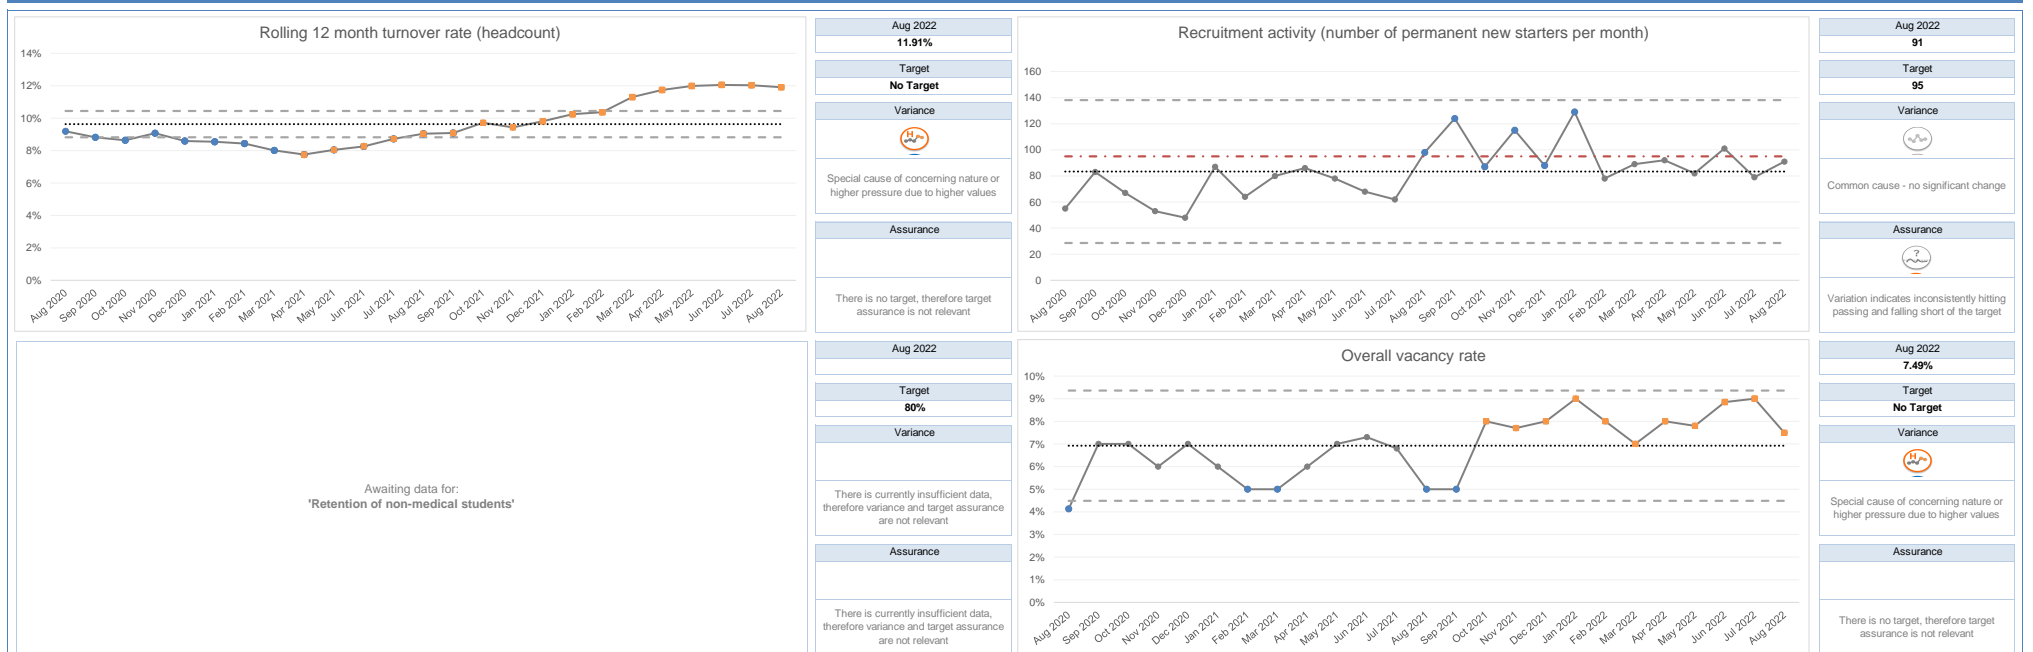 Rolling 12 month turnover rate (headcount)
14%
12%
10%
8%
6%
4%
2%
0%
Aug 2020
Sep 2020
Oct 2020
Nov 2020
Dec 2020
Jan 2021
Feb 2021
Mar 2021
Apr 2021
May 2021
Jun 2021
Jul 2021
Aug 2021
Sep 2021
Oct 2021
Nov 2021
Dec 2021
Jan 2022
Feb 2022
Mar 2022
Apr 2022
May 2022
Jun 2022
Jul 2022
Aug 2022
Aug 2022
11.91%
Target
No Target
Variance
H
Special cause of concerning nature or
higher pressure due to higher values
Assurance
There is no target, therefore target
assurance is not relevant
Recruitment activity (number of permanent new starters per month)
160
140
120
100
80
60
40
20
0
Aug 2020
Sep 2020
Oct 2020
Nov 2020
Dec 2020
Jan 2021
Feb 2021
Mar 2021
Apr 2021
May 2021
Jun 2021
Jul 2021
Aug 2021
Sep 2021
Oct 2021
Nov 2021
Dec 2021
Jan 2022
Feb 2022
Mar 2022
Apr 2022
May 2022
Jun 2022
Jul 2022
Aug 2022
Aug 2022
91
Target
95
Variance
Common cause - no significant change
Assurance
?
Variation indicates inconsistently hitting
passing and falling short of the target
Awaiting data for:
'Retention of non-medical students'
Aug 2022
Target
80%
Variance
There is currently insufficient data,
therefore variance and target assurance
are not relevant
Assurance
There is currently insufficient data,
therefore variance and target assurance
are not relevant
Overall vacancy rate
10%
9%
8%
7%
6%
5%
4%
3%
2%
1%
0%
Aug 2020
Sep 2020
Oct 2020
Nov 2020
Dec 2020
Jan 2021
Feb 2021
Mar 2021
Apr 2021
May 2021
Jun 2021
Jul 2021
Aug 2021
Sep 2021
Oct 2021
Nov 2021
Dec 2021
Jan 2022
Feb 2022
Mar 2022
Apr 2022
May 2022
Jun 2022
Jul 2022
Aug 2022
Aug 2022
7.49%
Target
No Target
Variance
H
Special cause of concerning nature or
higher pressure due to higher values
Assurance
There is no target, therefore target
assurance is not relevant